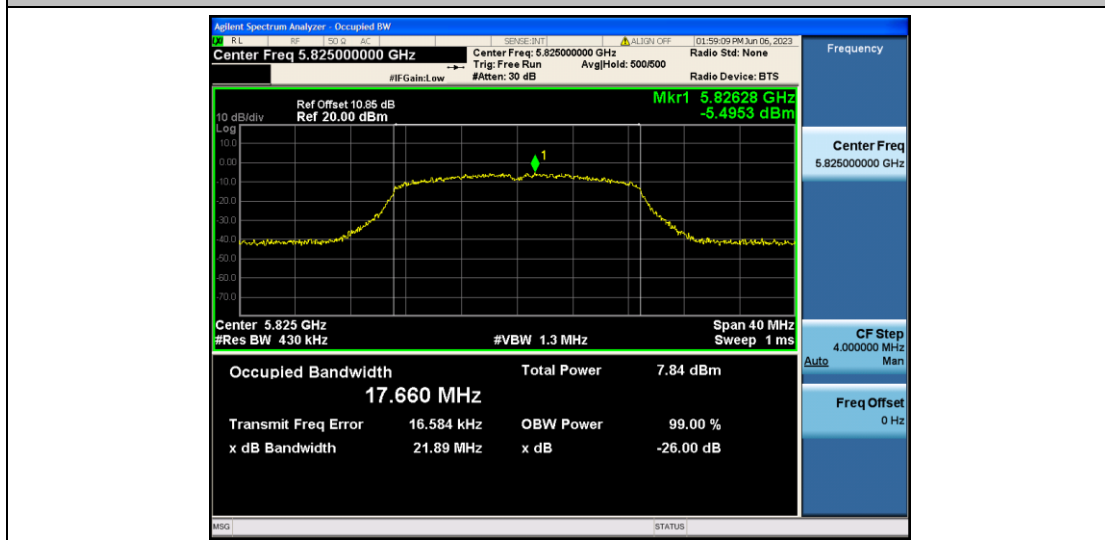 Agilent Spectrum Analyzer - Occupied BW
RL RF 50 Ω AC SENSE:INT ALIGN OFF 01:59:09 PM Jun 06, 2023
Center Freq 5.825000000 GHz Center Freq: 5.825000000 GHz Radio Std: None Frequency
Trig: Free Run Avg|Hold: 500/500
#IFGain:Low #Atten: 30 dB Radio Device: BTS
Ref Offset 10.85 dB Mkr1 5.82628 GHz
10 dB/div Ref 20.00 dBm -5.4953 dBm
Log
10.0
0.00
-10.0
-20.0
-30.0
-40.0
-50.0
-60.0
-70.0
1
Center Freq
5.825000000 GHz
Center 5.825 GHz Span 40 MHz
#Res BW 430 kHz #VBW 1.3 MHz Sweep 1 ms
CF Step
4.000000 MHz
Auto Man
Occupied Bandwidth Total Power 7.84 dBm
17.660 MHz
Freq Offset
0 Hz
Transmit Freq Error 16.584 kHz OBW Power 99.00 %
x dB Bandwidth 21.89 MHz x dB -26.00 dB
MSG STATUS